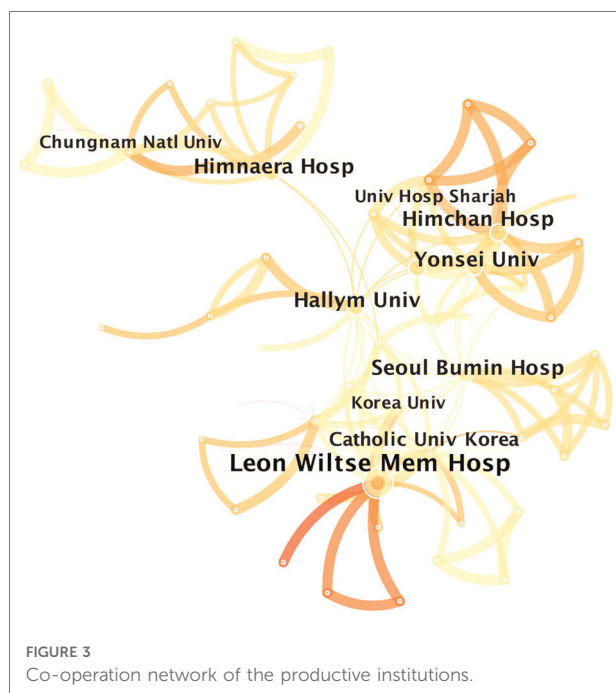 Chungnam Natl Univ
Himnaera Hosp
Univ Hosp Sharjah
Himchan Hosp
Yonsei Univ
Hallym Univ
Seoul Bumin Hosp
Korea Univ
Catholic Univ Korea
Leon Wiltse Mem Hosp
FIGURE 3
Co-operation network of the productive institutions.